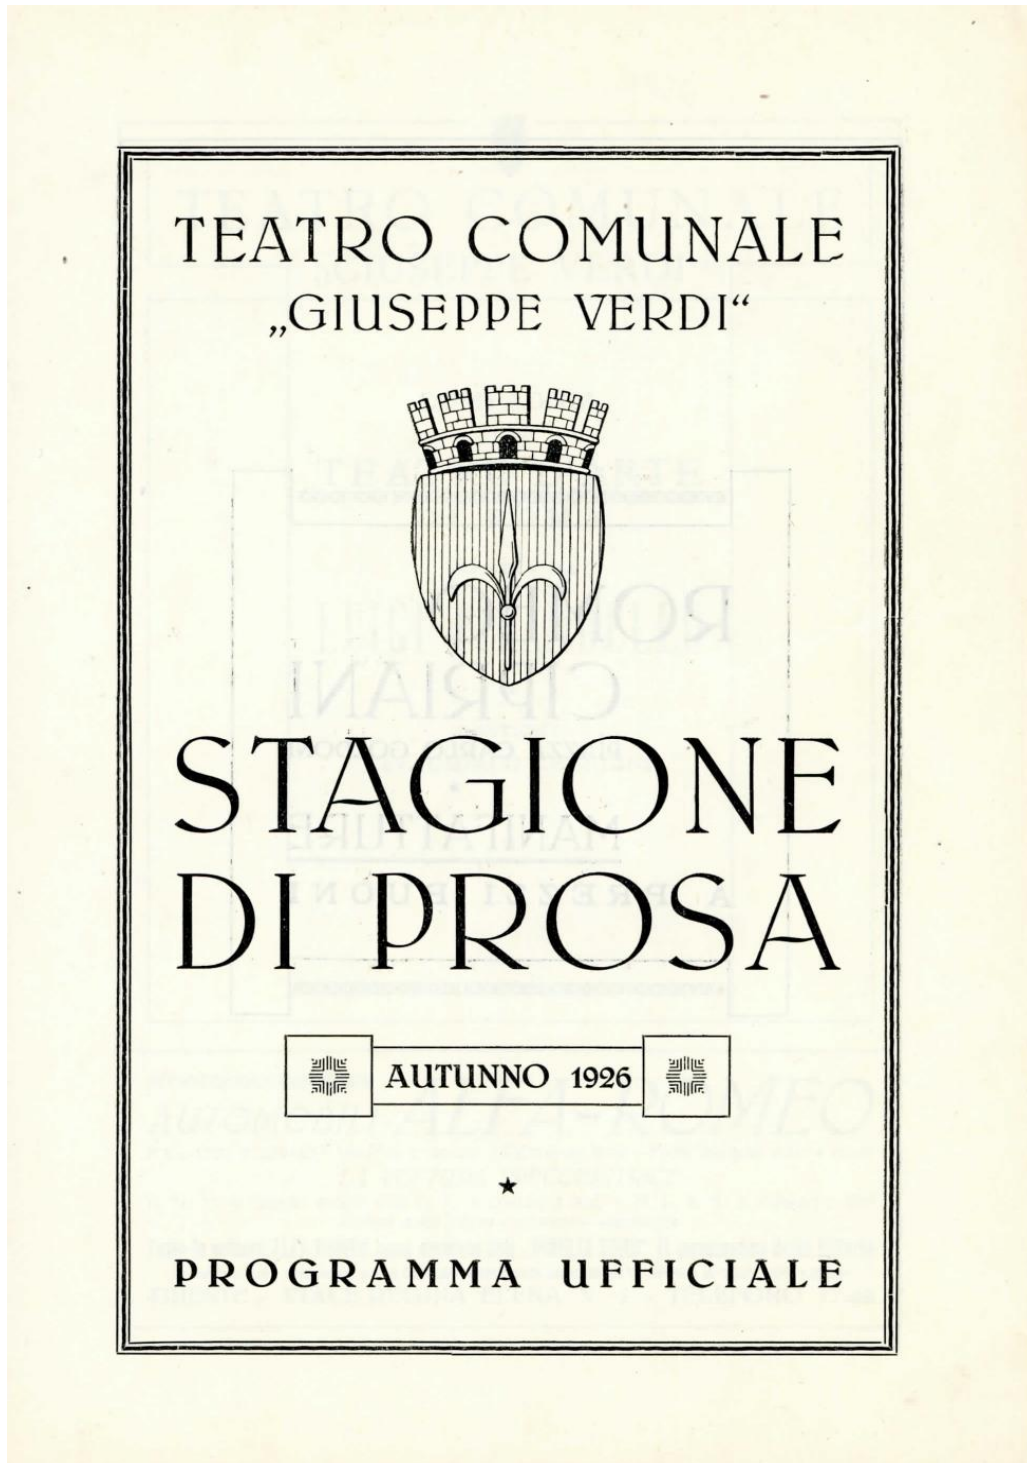 TEATRO COMUNALE
„GIUSEPPE VERDI“
STAGIONE
DI PROSA
AUTUNNO 1926
PROGRAMMA UFFICIALE